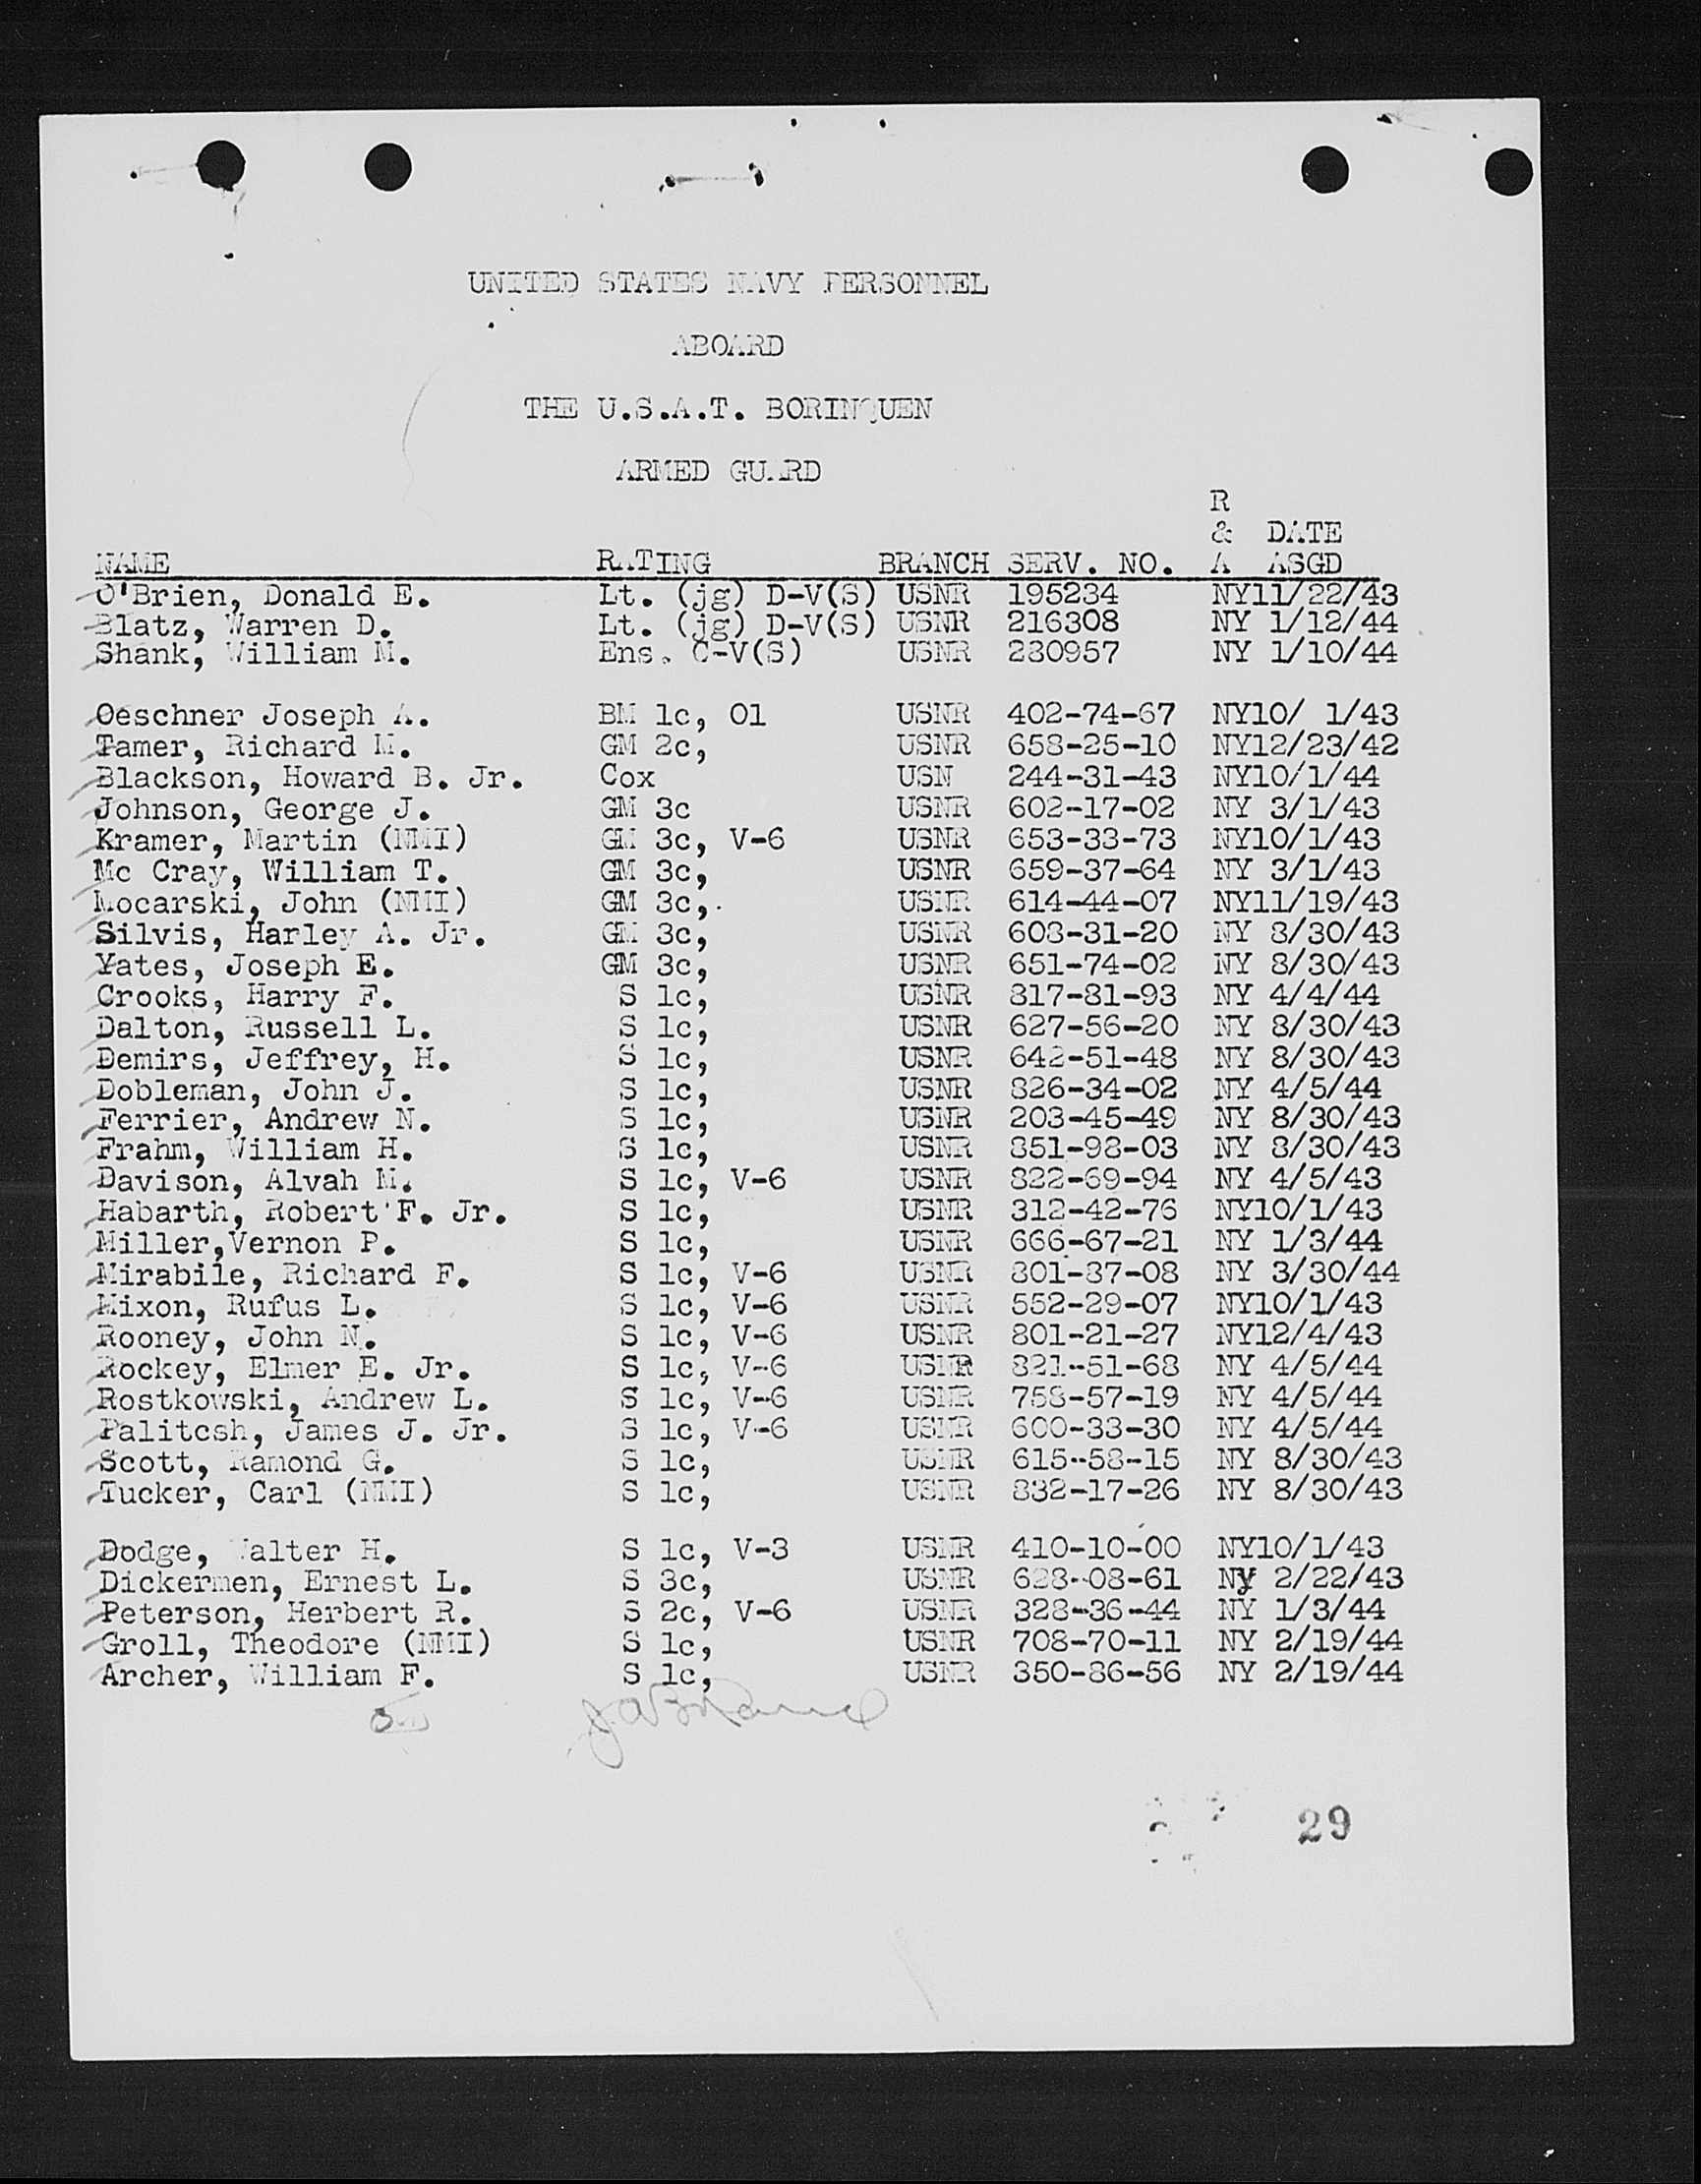 UNITED STATES NAVY PERSONNEL
ABOARD
THE U.S.A.T. BORINQUEN
ARMED GUARD
R
& DATE
NAME RATING BRANCH SERV. NO. A ASGD
O'Brien, Donald E. Lt. (jg) D-V(S) USNR 195234 NY11/22/43
Blatz, Warren D. Lt. (jg) D-V(S) USNR 216308 NY 1/12/44
Shank, William M. Ens. C-V(S) USNR 280957 NY 1/10/44
Oeschner Joseph A. BM 1c, 01 USNR 402-74-67 NY10/ 1/43
Tamer, Richard M. GM 2c, USNR 658-25-10 NY12/23/42
Blackson, Howard B. Jr. Cox USN 244-31-43 NY10/1/44
Johnson, George J. GM 3c USNR 602-17-02 NY 3/1/43
Kramer, Martin (NMI) GM 3c, V-6 USNR 653-33-73 NY10/1/43
Mc Cray, William T. GM 3c, USNR 659-37-64 NY 3/1/43
Mocarski, John (NMI) GM 3c,. USNR 614-44-07 NY11/19/43
Silvis, Harley A. Jr. GM 3c, USNR 608-31-20 NY 8/30/43
Yates, Joseph E. GM 3c, USNR 651-74-02 NY 8/30/43
Crooks, Harry F. S 1c, USNR 817-81-93 NY 4/4/44
Dalton, Russell L. S 1c, USNR 627-56-20 NY 8/30/43
Demirs, Jeffrey, H. S 1c, USNR 642-51-48 NY 8/30/43
Dobleman, John J. S 1c, USNR 826-34-02 NY 4/5/44
Ferrier, Andrew N. S 1c, USNR 203-45-49 NY 8/30/43
Frahm, William H. S 1c, USNR 851-98-03 NY 8/30/43
Davison, Alvah M. S 1c, V-6 USNR 822-69-94 NY 4/5/43
Habarth, Robert F. Jr. S 1c, USNR 312-42-76 NY10/1/43
Miller,Vernon P. S 1c, USNR 666-67-21 NY 1/3/44
Mirabile, Richard F. S 1c, V-6 USNR 801-87-08 NY 3/30/44
Mixon, Rufus L. S 1c, V-6 USNR 552-29-07 NY10/1/43
Rooney, John N. S 1c, V-6 USNR 801-21-27 NY12/4/43
Rockey, Elmer E. Jr. S 1c, V-6 USNR 821-51-68 NY 4/5/44
Rostkowski, Andrew L. S 1c, V-6 USNR 758-57-19 NY 4/5/44
Palitcsh, James J. Jr. S 1c, V-6 USNR 600-33-30 NY 4/5/44
Scott, Ramond G. S 1c, USNR 615-58-15 NY 8/30/43
Tucker, Carl (NMI) S 1c, USNR 832-17-26 NY 8/30/43
Dodge, Walter H. S 1c, V-3 USNR 410-10-00 NY10/1/43
Dickermen, Ernest L. S 3c, USNR 628-08-61 Ny 2/22/43
Peterson, Herbert R. S 2c, V-6 USNR 328-36-44 NY 1/3/44
Groll, Theodore (NMI) S 1c, USNR 708-70-11 NY 2/19/44
Archer, William F. S 1c, USNR 350-86-56 NY 2/19/44
29